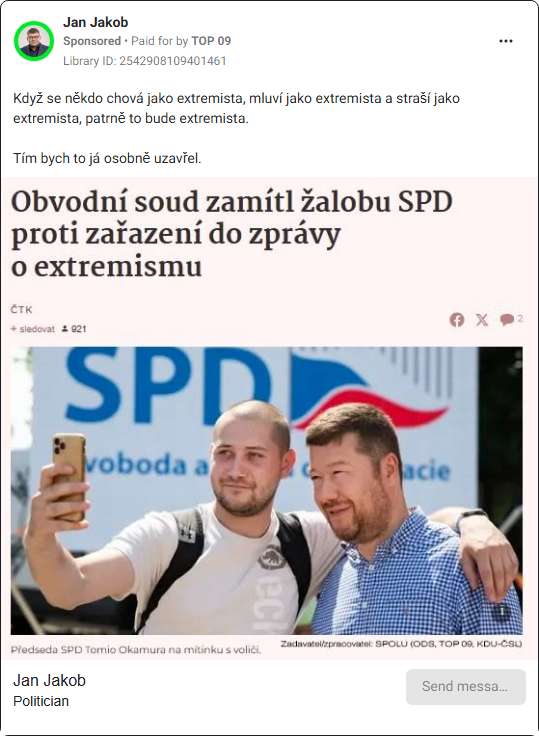 Jan Jakob
Sponsored • Paid for by TOP 09
Library ID: 2542908109401461
Když se někdo chová jako extremista, mluví jako extremista a straší jako
extremista, patrně to bude extremista.
Tím bych to já osobně uzavřel.
Obvodní soud zamítl žalobu SPD
proti zařazení do zprávy
o extremismu
ČTK
+ sledovat 921
2
SPD
voboda a
acie
Předseda SPD Tomio Okamura na mítinku s voliči.
Zadavatel/zpracovatel: SPOLU (ODS, TOP 09, KDU-ČSL)
Jan Jakob
Politician
Send messa...